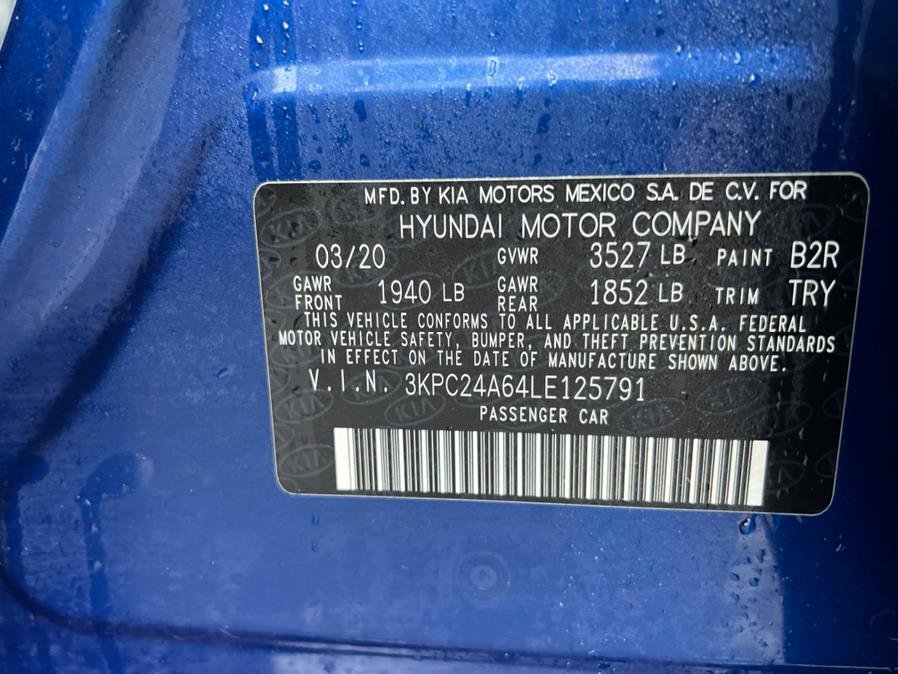 MFD. BY KIA MOTORS MEXICO S.A. DE C.V. FOR
HYUNDAI MOTOR COMPANY
03/20 GVWR 3527 LB PAINT B2R
GAWR FRONT 1940 LB GAWR REAR 1852 LB TRIM TRY
THIS VEHICLE CONFORMS TO ALL APPLICABLE U.S.A. FEDERAL
MOTOR VEHICLE SAFETY, BUMPER, AND THEFT PREVENTION STANDARDS
IN EFFECT ON THE DATE OF MANUFACTURE SHOWN ABOVE.
V.I.N. 3KPC24A64LE125791
PASSENGER CAR